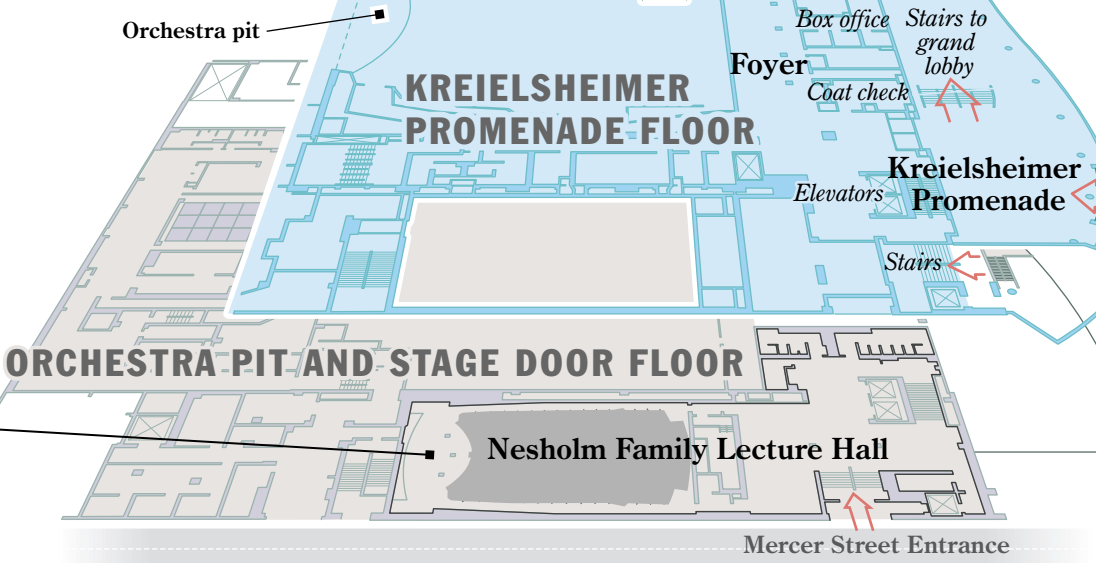 Orchestra pit
Box office
Stairs to
grand
lobby
Foyer
KREIELSHEIMER
PROMENADE FLOOR
Coat check
Kreielsheimer
Promenade
Elevators
Stairs
ORCHESTRA PIT AND STAGE DOOR FLOOR
Nesholm Family Lecture Hall
Mercer Street Entrance